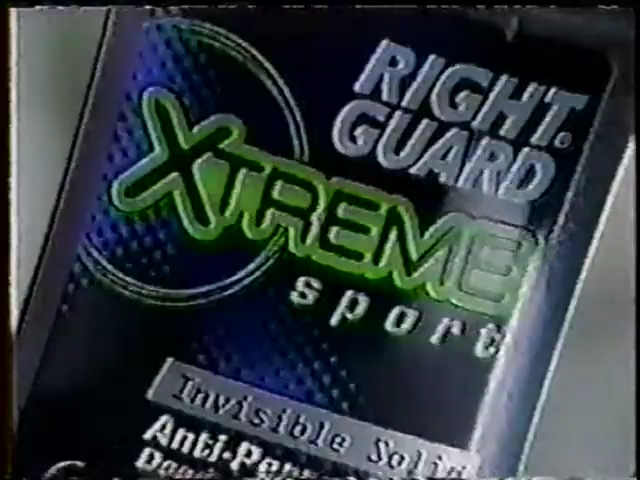 RIGHT
GUARD®
XTREME
sport
Invisible Solid
Anti-Per